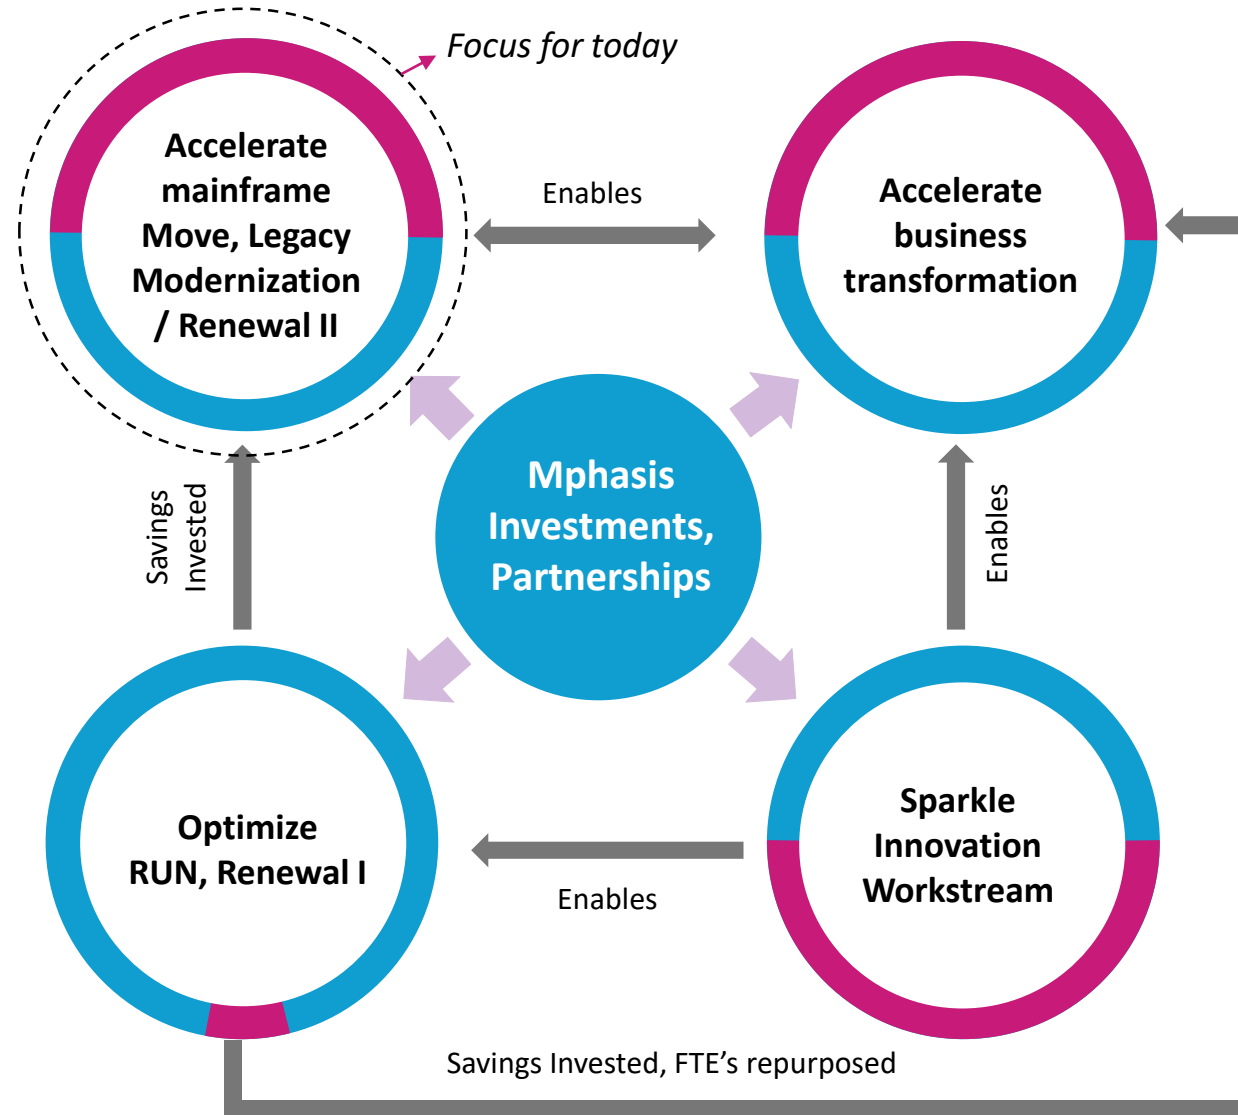 Focus for today
Accelerate
mainframe
Move, Legacy
Modernization
/ Renewal II
Enables
Accelerate
business
transformation
Savings
Invested
Mphasis
Investments,
Partnerships
Enables
Optimize
RUN, Renewal I
Enables
Sparkle
Innovation
Workstream
Savings Invested, FTE's repurposed